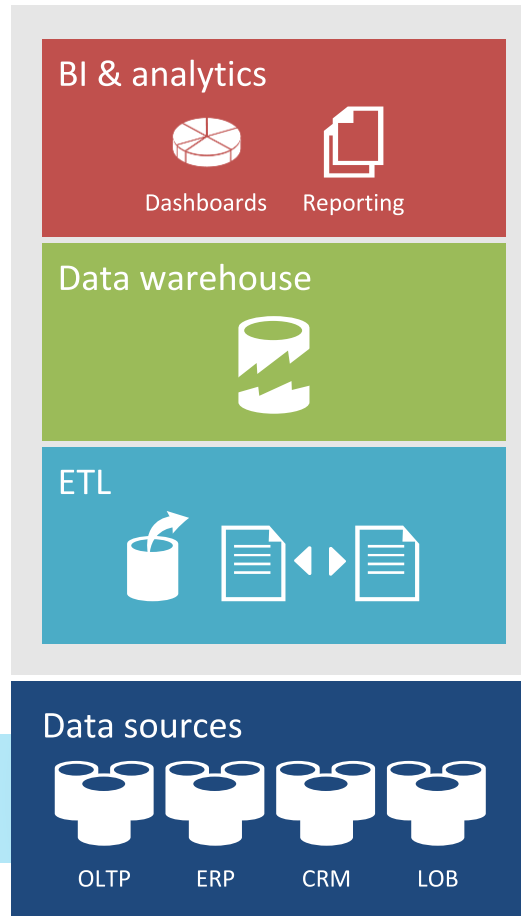 BI & analytics
Dashboards Reporting
Data warehouse
ETL
Data sources
OLTP ERP CRM LOB